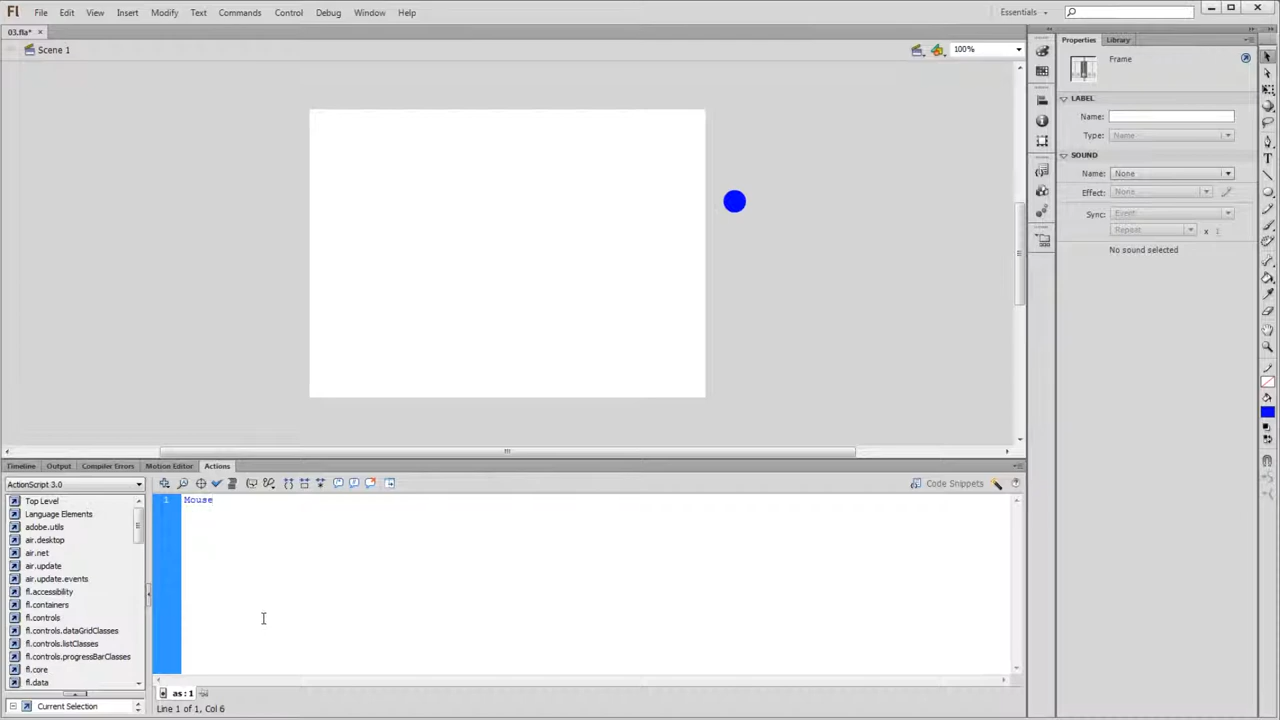 Fl File Edit View Insert Modify Text Commands Control Debug Window Help Essentials
03.fla* ×
Scene 1 100%
Properties Library
Frame
LABEL
Name:
Type: Name
SOUND
Name: None
Effect: None
Sync: Event
Repeat x 1
No sound selected
Timeline Output Compiler Errors Motion Editor Actions
ActionScript 3.0 Code Snippets
Top Level
Language Elements
adobe.utils
air.desktop
air.net
air.update
air.update.events
fl.accessibility
fl.containers
fl.controls
fl.controls.dataGridClasses
fl.controls.listClasses
fl.controls.progressBarClasses
fl.core
fl.data
Current Selection
1 Mouse
as:1
Line 1 of 1, Col 6